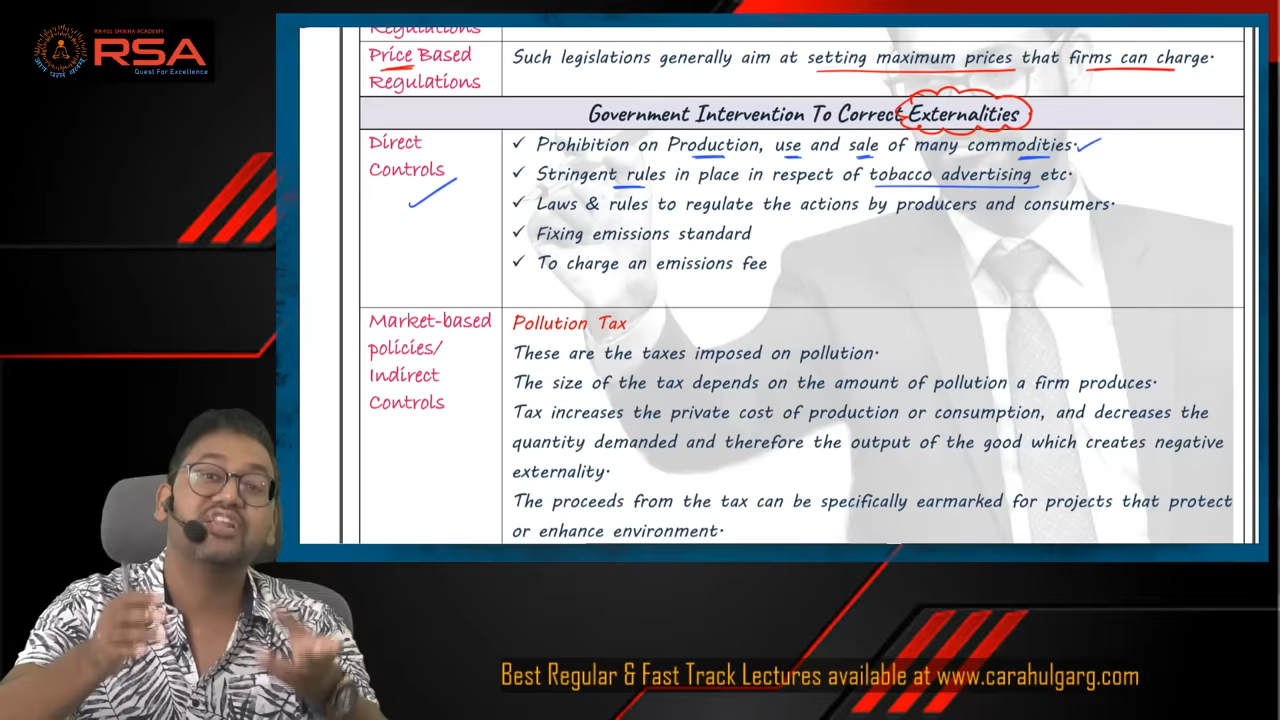 RAHUL SHIKHA ACADEMY
RSA
Quest For Excellence
Regulations
Price Based
Regulations
Such legislations generally aim at setting maximum prices that firms can charge.
Government Intervention To Correct Externalities
Direct
Controls
✓ Prohibition on Production, use and sale of many commodities.
✓ Stringent rules in place in respect of tobacco advertising etc.
✓ Laws & rules to regulate the actions by producers and consumers.
✓ Fixing emissions standard
✓ To charge an emissions fee
Market-based
policies/
Indirect
Controls
Pollution Tax
These are the taxes imposed on pollution.
The size of the tax depends on the amount of pollution a firm produces.
Tax increases the private cost of production or consumption, and decreases the
quantity demanded and therefore the output of the good which creates negative
externality.
The proceeds from the tax can be specifically earmarked for projects that protect
or enhance environment.
Best Regular & Fast Track Lectures available at www.carahulgarg.com